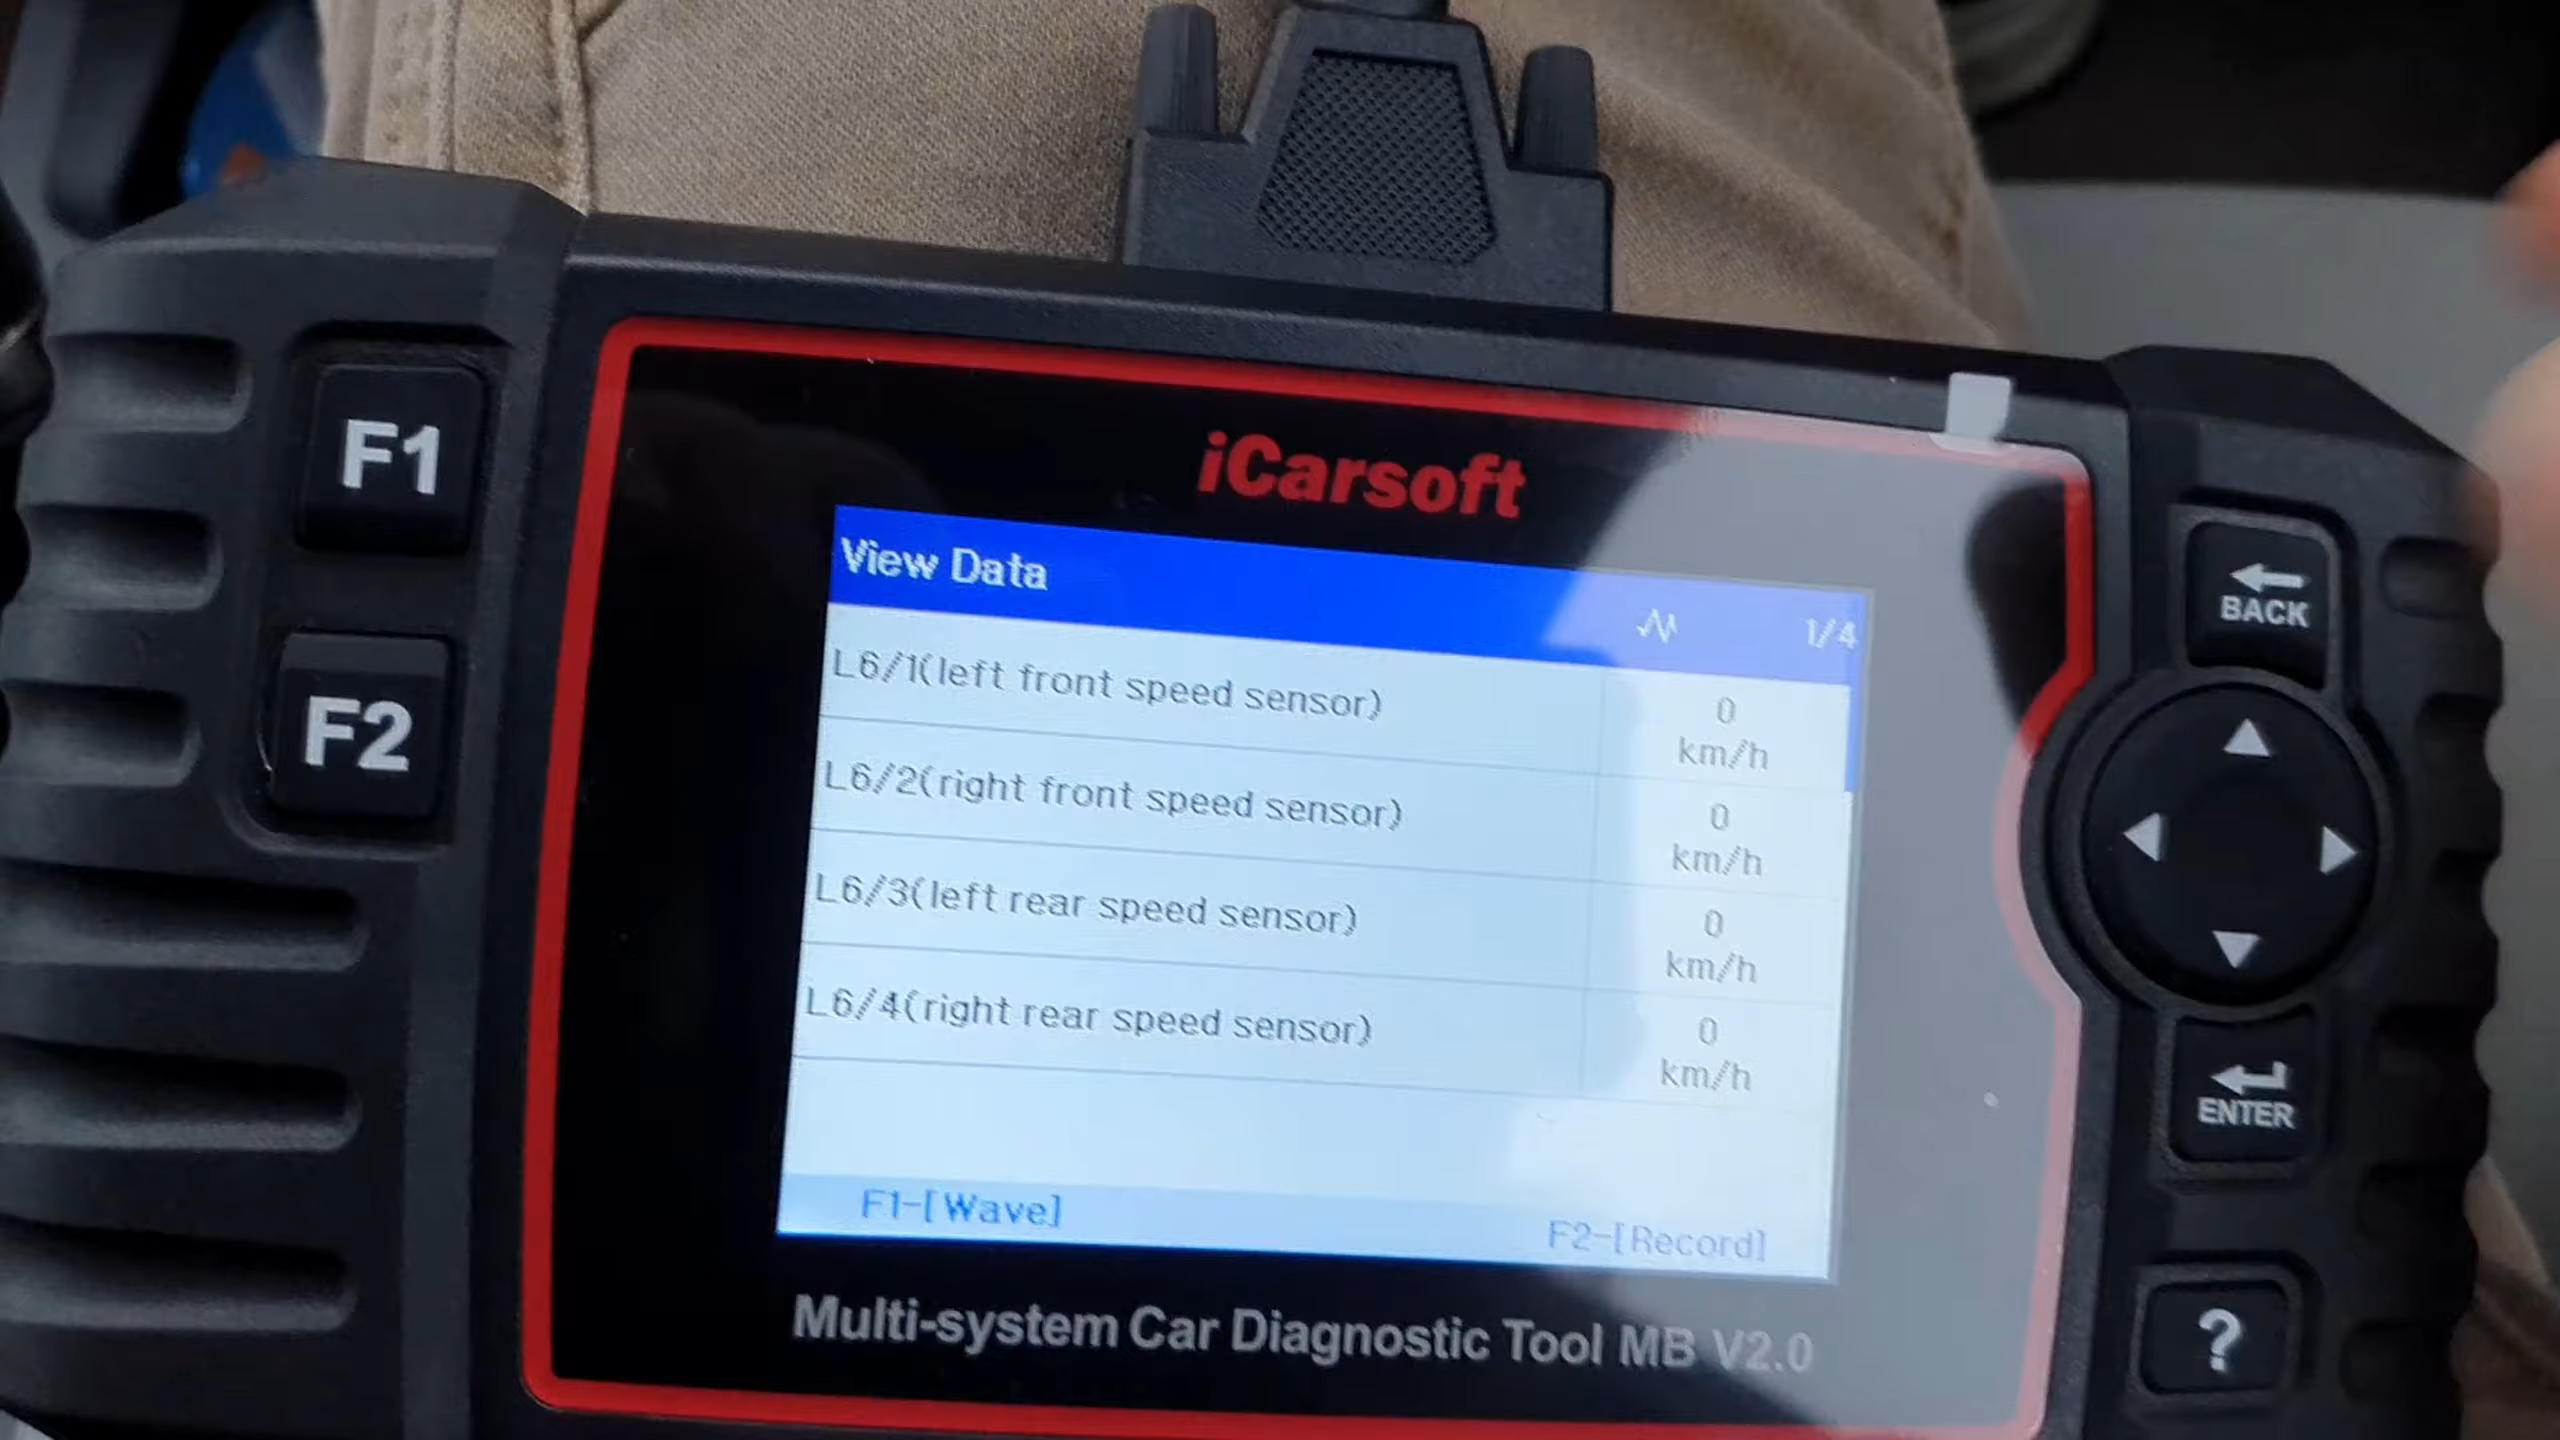 iCarsoft
F1
F2
View Data
1/4
L6/1(left front speed sensor)
0
km/h
L6/2(right front speed sensor)
0
km/h
L6/3(left rear speed sensor)
0
km/h
L6/4(right rear speed sensor)
0
km/h
F1-[Wave]
F2-[Record]
Multi-system Car Diagnostic Tool MB V2.0
BACK
ENTER
?